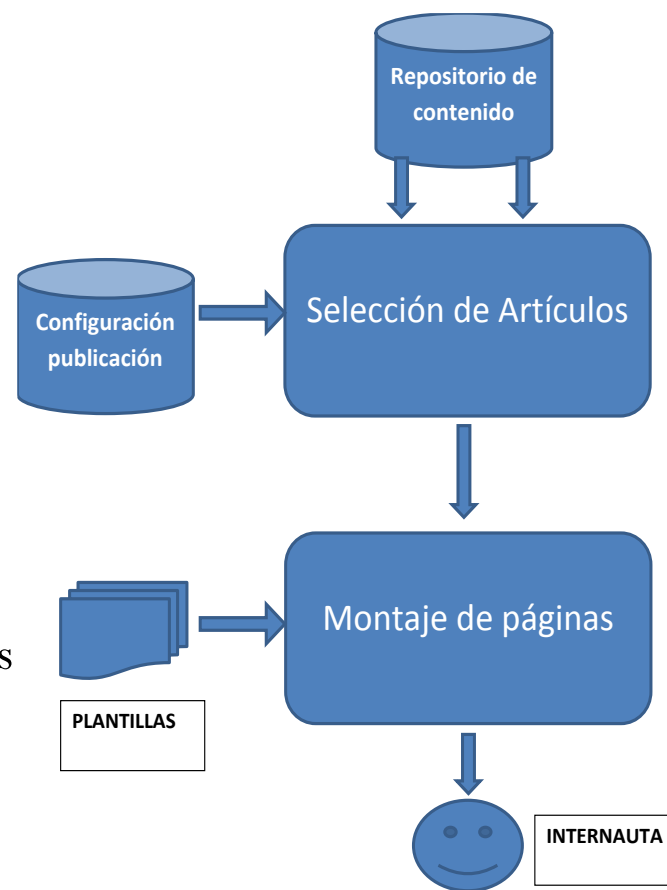 Repositorio de
contenido
Selección de Artículos
Configuración
publicación
Montaje de páginas
s
PLANTILLAS
INTERNAUTA